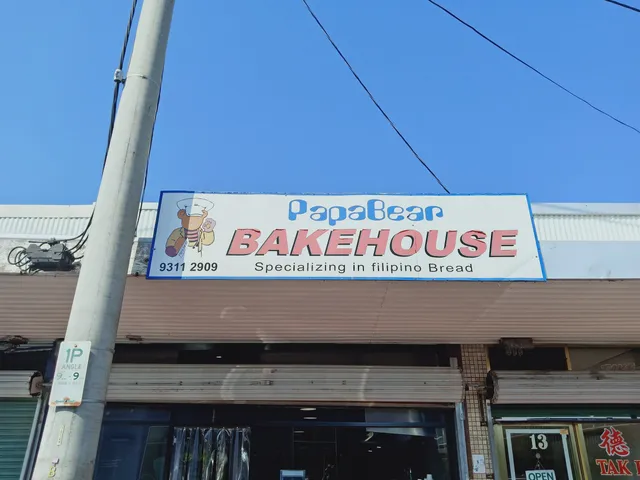 PapaBear
BAKEHOUSE
9311 2909
Specializing in filipino Bread
1P
ANGLE
9
13
OPEN
德
TAK